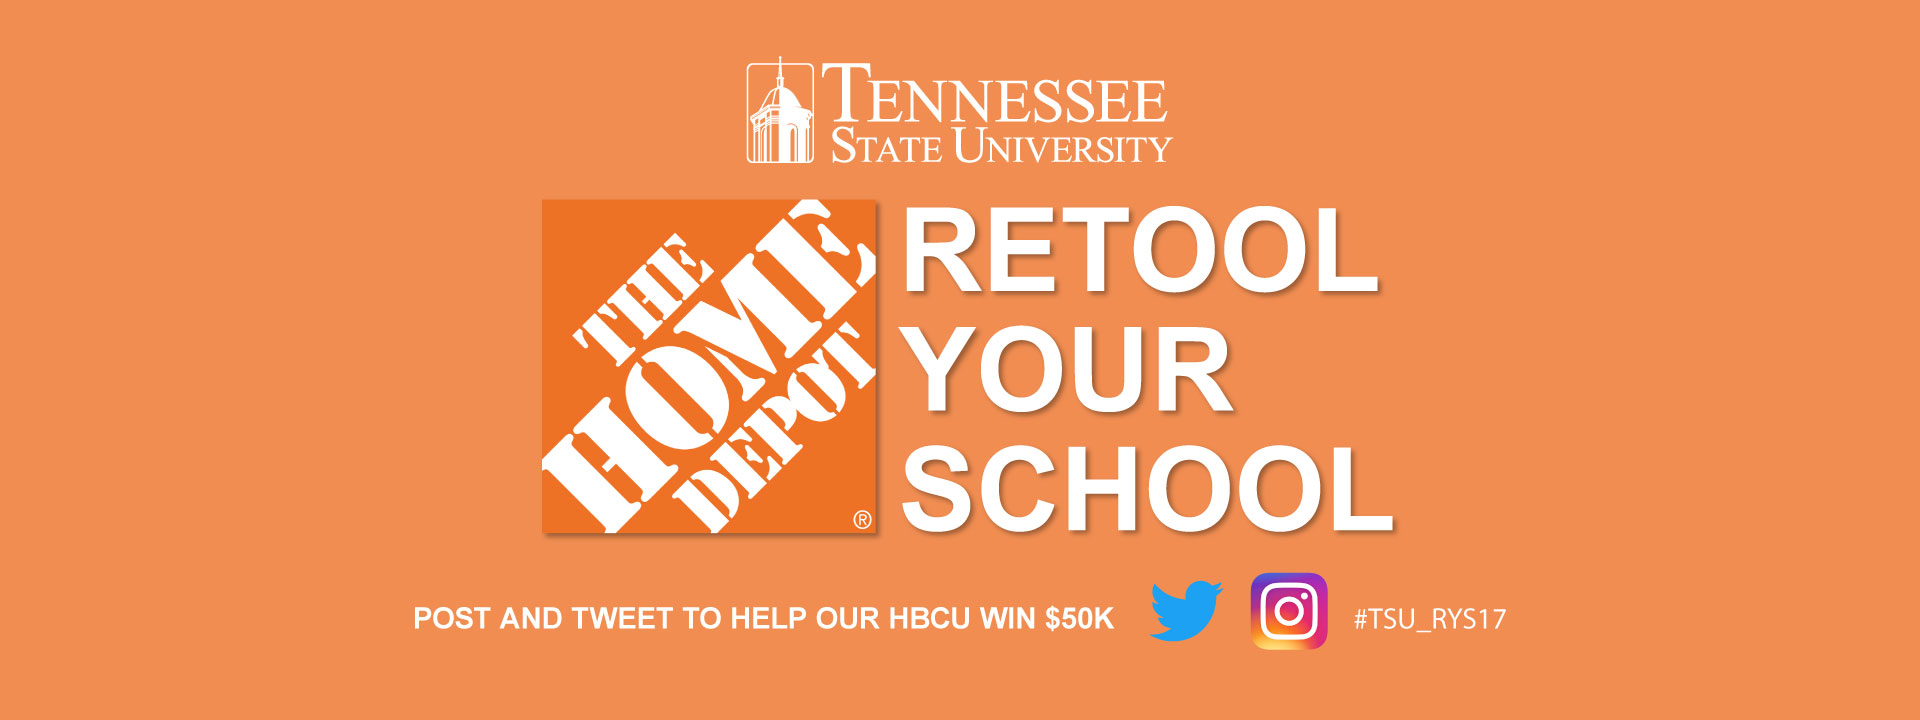 TENNESSEE
STATE UNIVERSITY
THE
HOME
DEPOT
®
RETOOL
YOUR
SCHOOL
POST AND TWEET TO HELP OUR HBCU WIN $50K
#TSU_RYS17